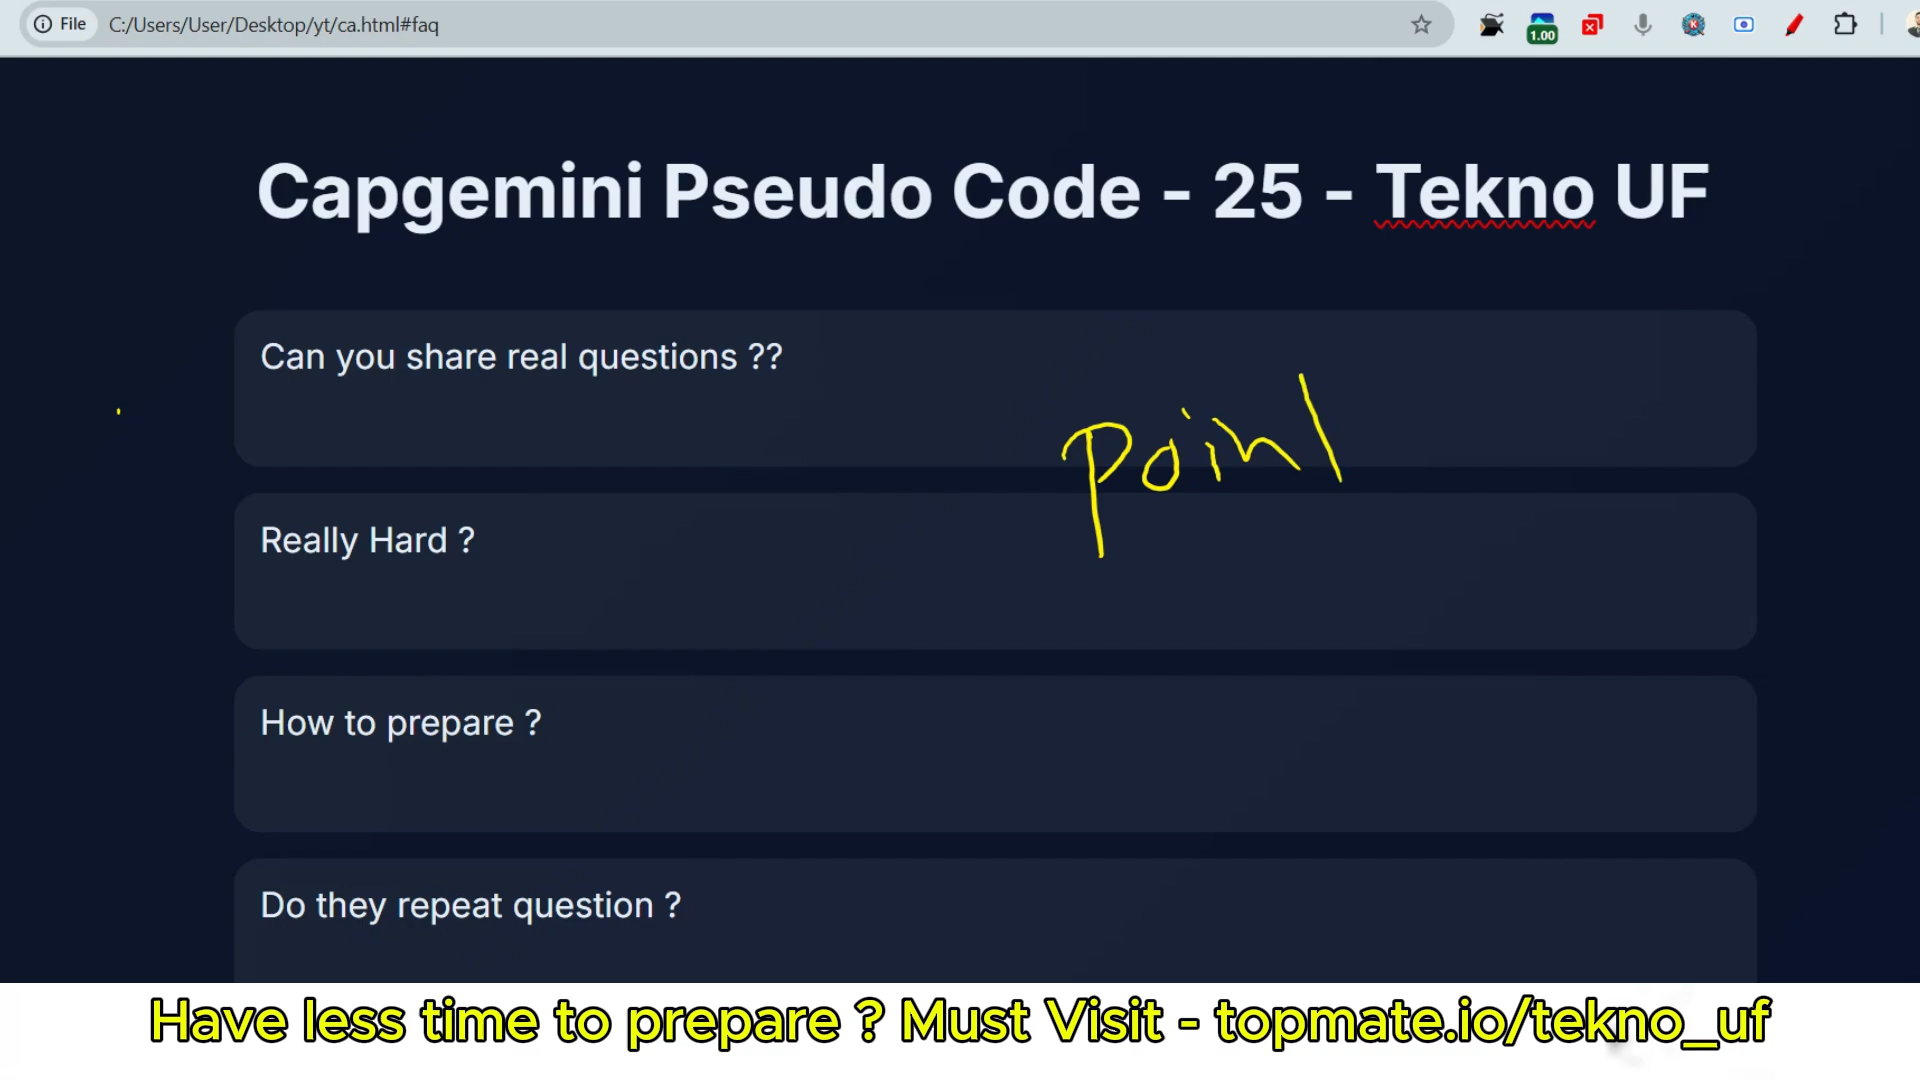 File C:/Users/User/Desktop/yt/ca.html#faq
1.00
K
Capgemini Pseudo Code - 25 - Tekno UF
Can you share real questions ??
Poin
Really Hard ?
How to prepare ?
Do they repeat question ?
Have less time to prepare ? Must Visit - topmate.io/tekno_uf